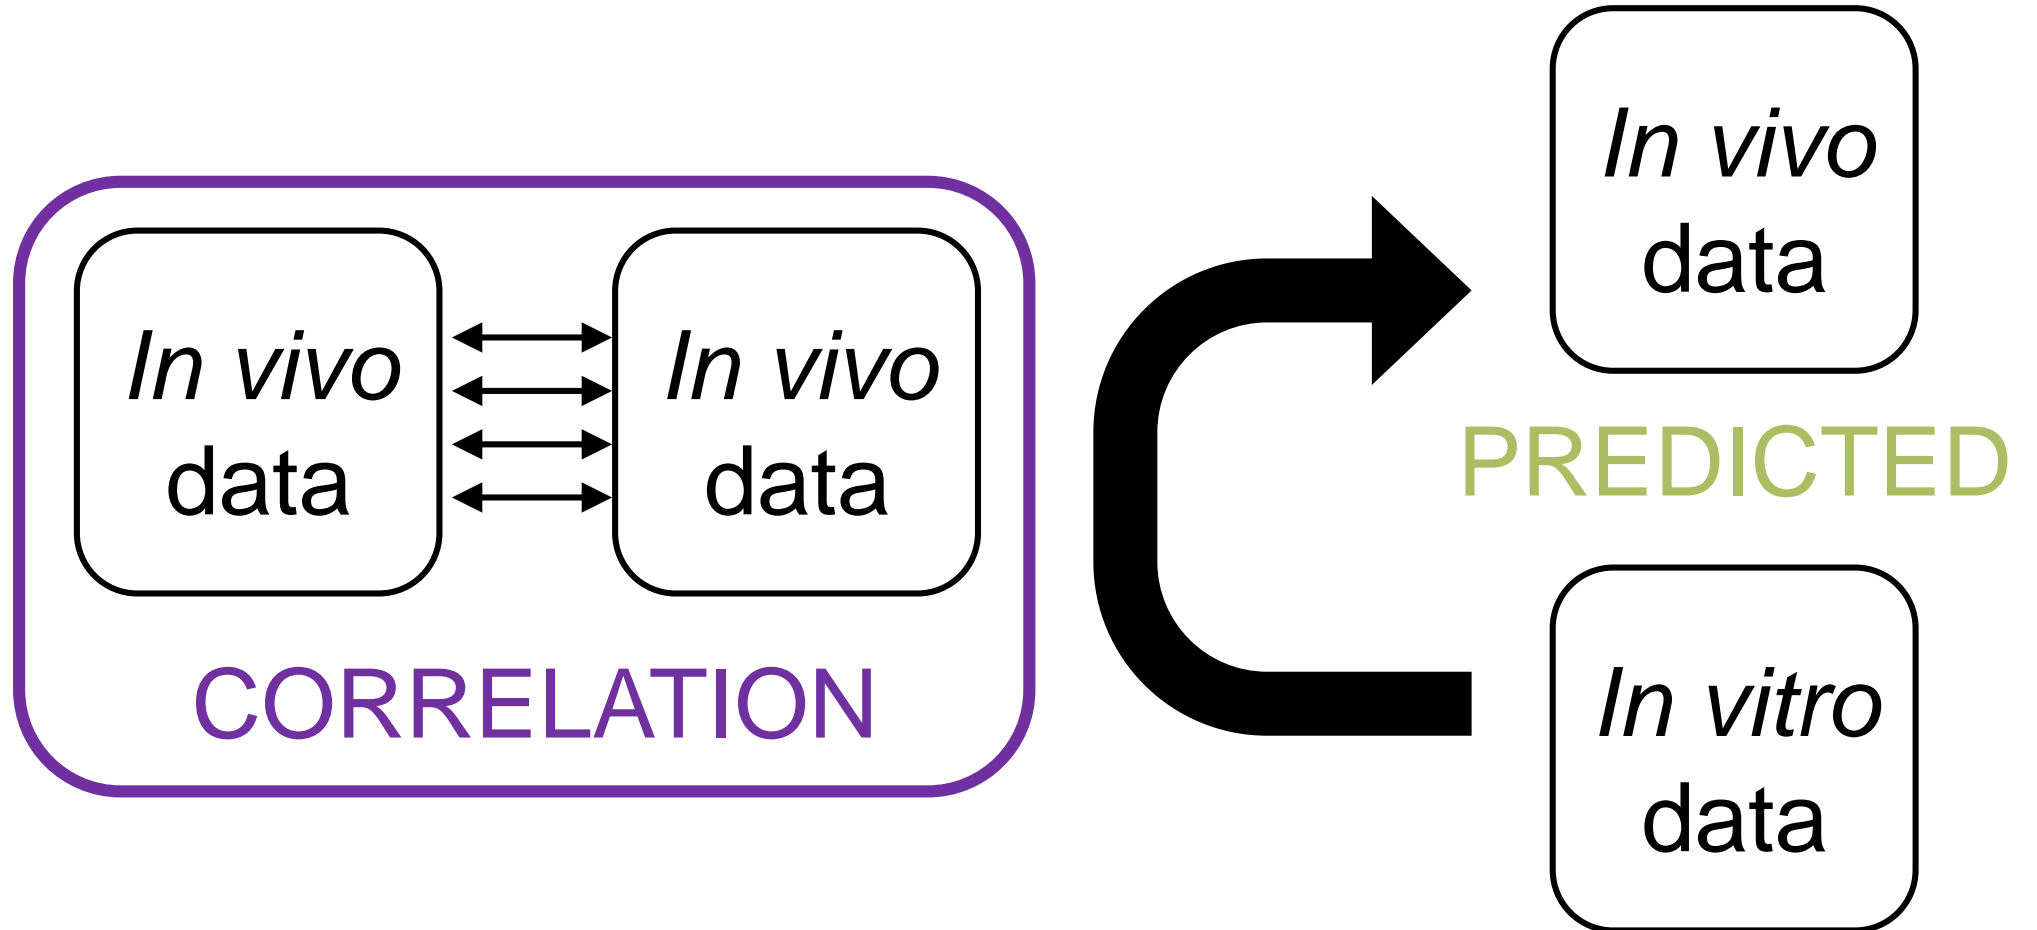 In vivo
data
In vivo
data
CORRELATION
In vivo
data
PREDICTED
In vitro
data